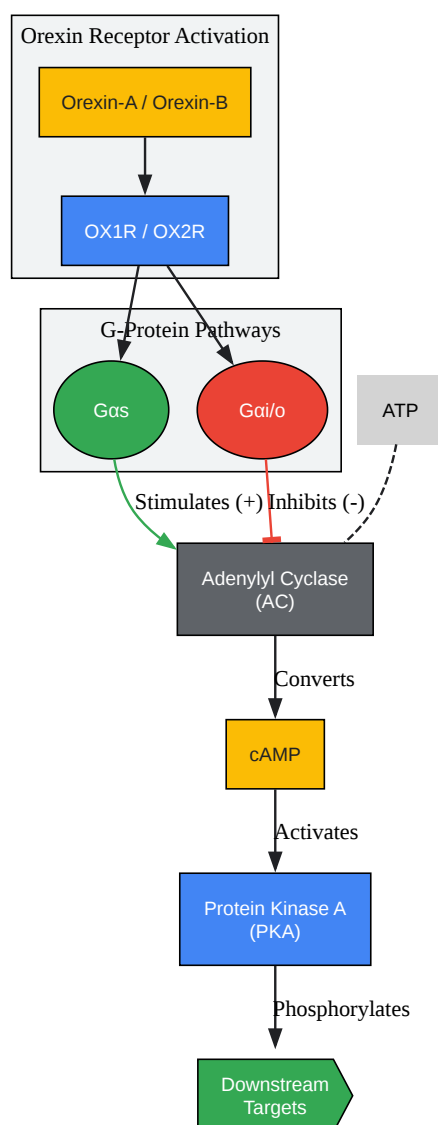 Orexin Receptor Activation
Orexin-A / Orexin-B
OX1R / OX2R
G-Protein Pathways
Gαs
Gαi/o
ATP
Stimulates (+)
Inhibits (-)
Adenylyl Cyclase
(AC)
Converts
cAMP
Activates
Protein Kinase A
(PKA)
Phosphorylates
Downstream
Targets